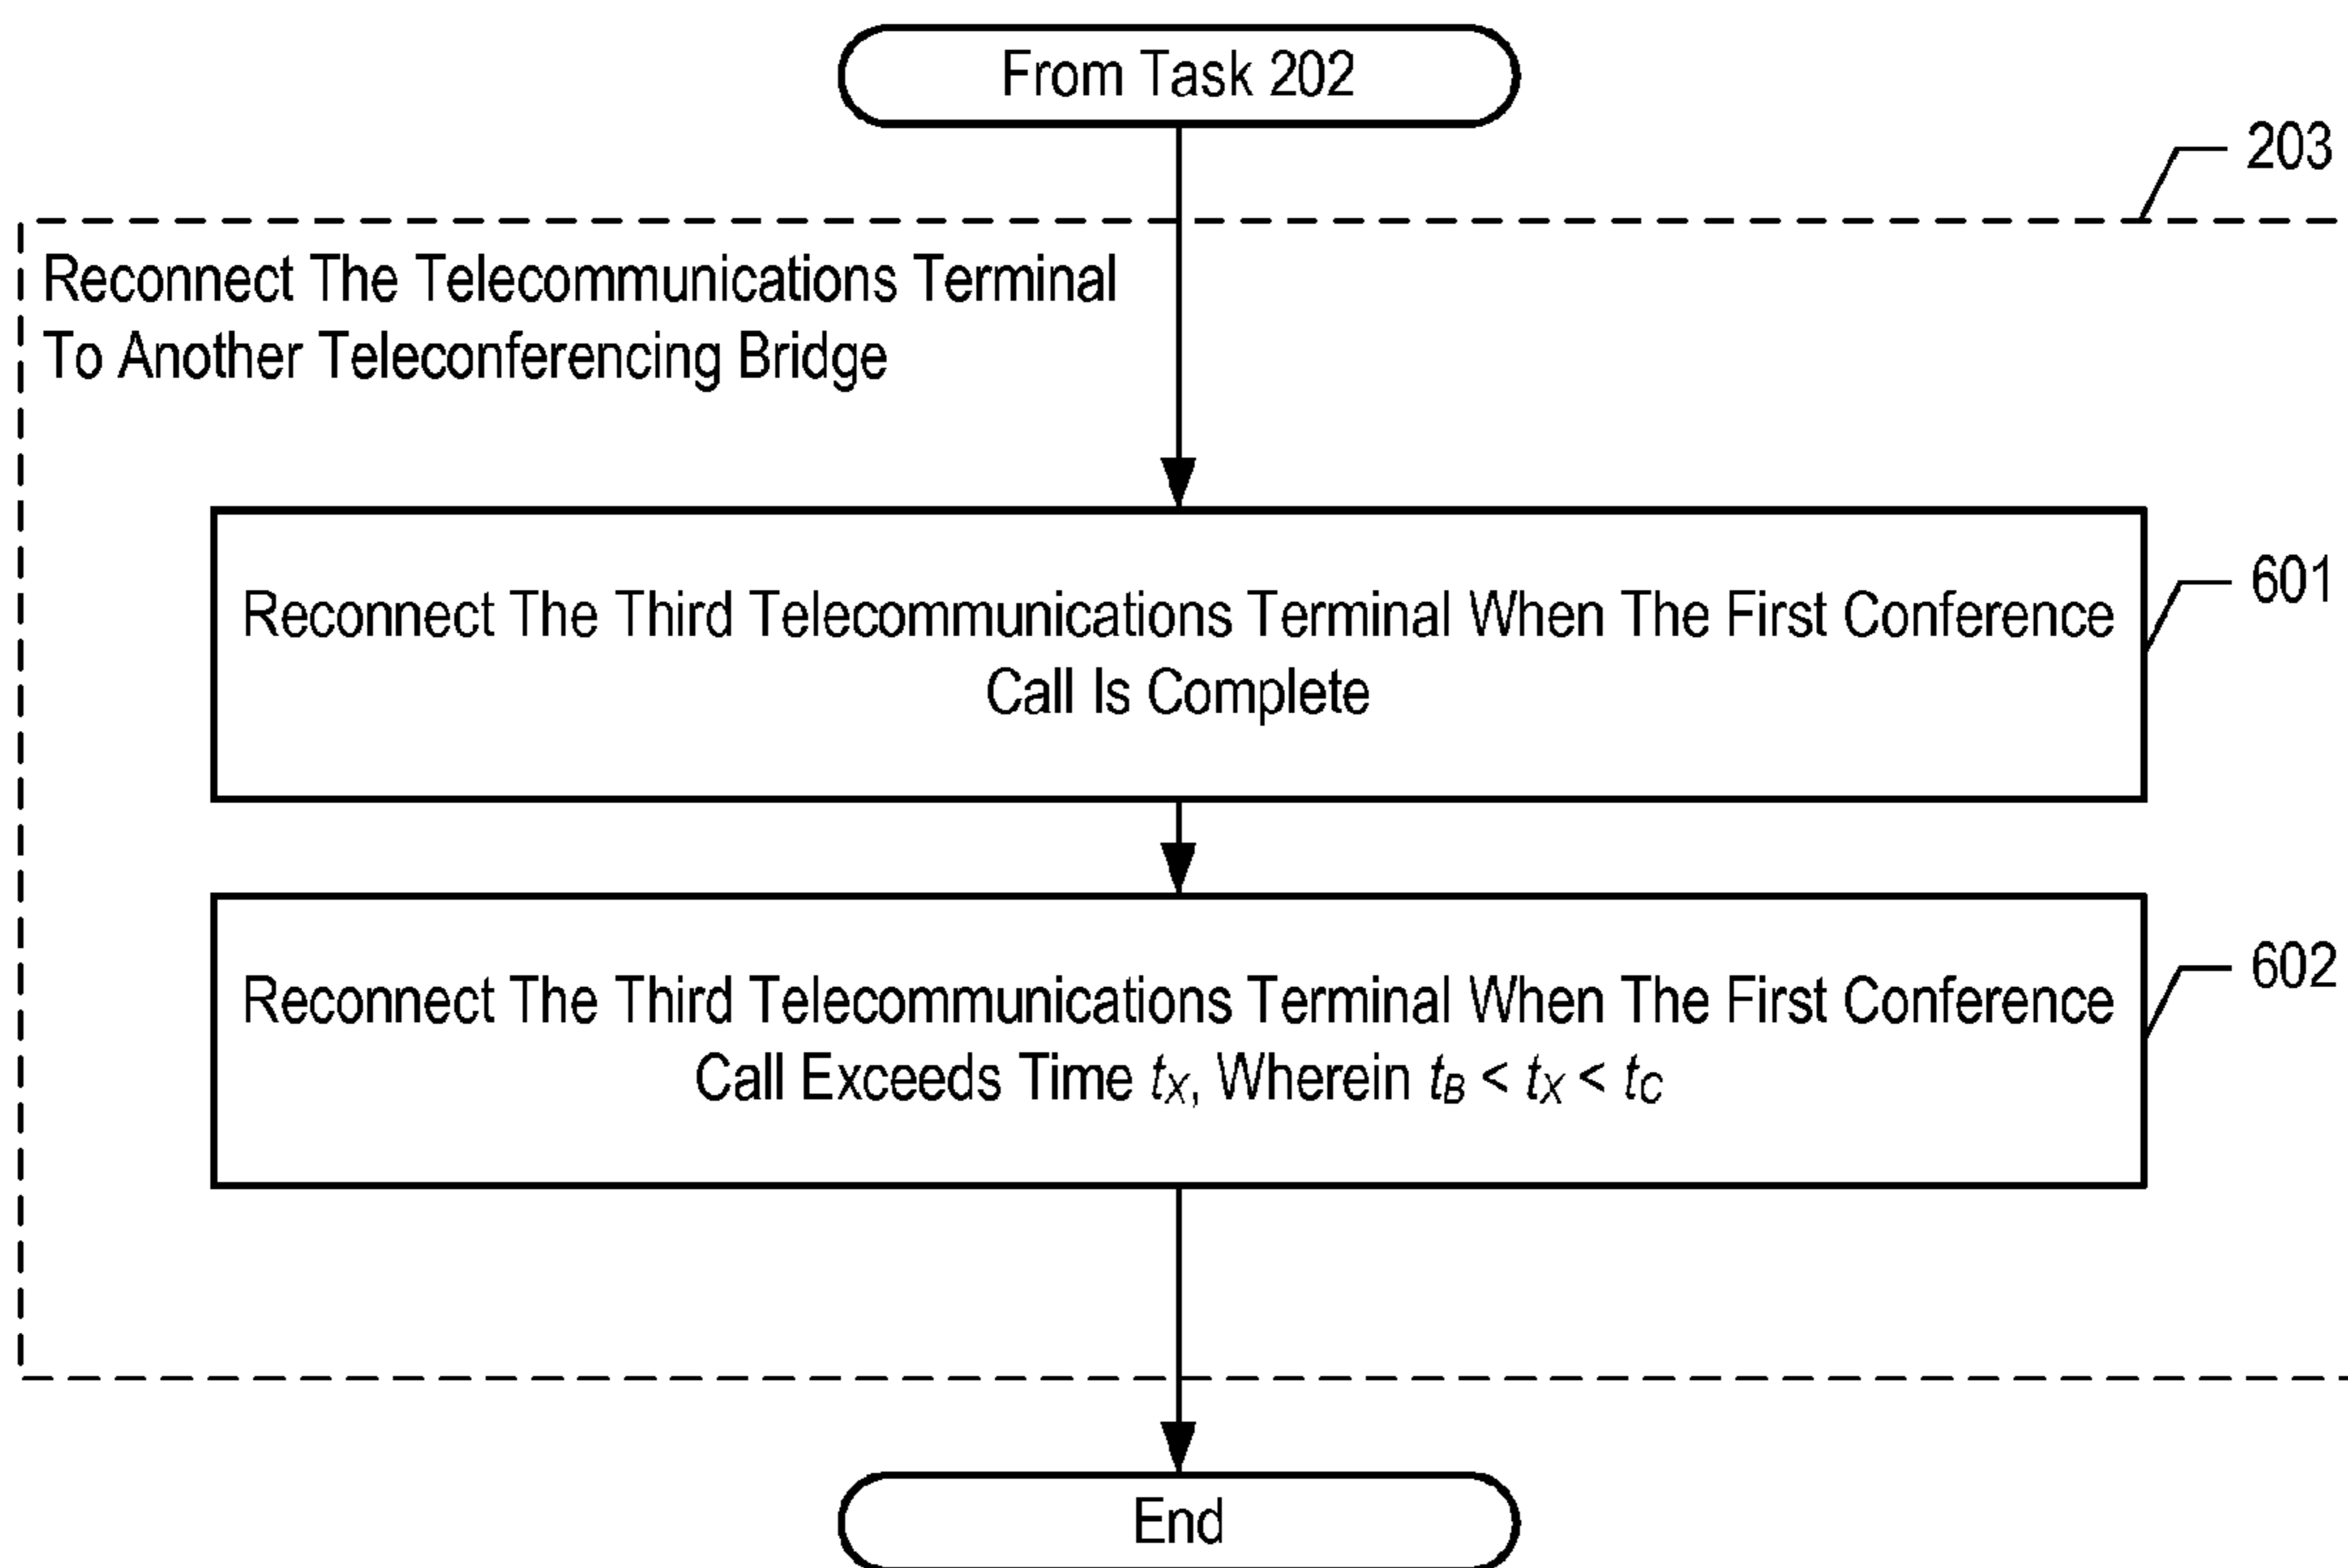 From Task 202
203
Reconnect The Telecommunications Terminal
To Another Teleconferencing Bridge
Reconnect The Third Telecommunications Terminal When The First Conference
Call Is Complete
601
Reconnect The Third Telecommunications Terminal When The First Conference
Call Exceeds Time tX, Wherein tB < tX < tC
602
End